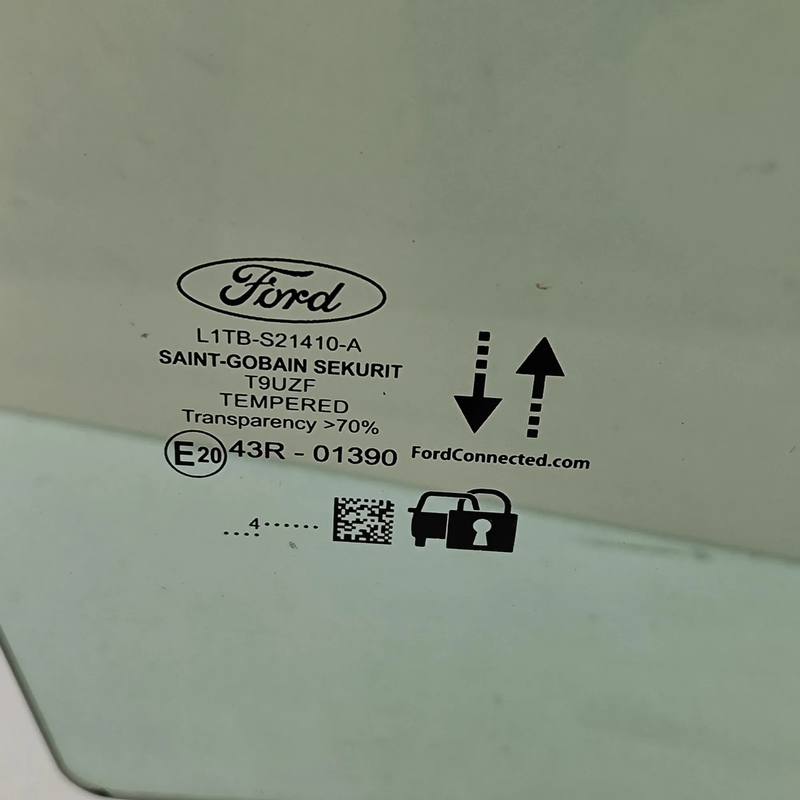 Ford
L1TB-S21410-A
SAINT-GOBAIN SEKURIT
T9UZF
TEMPERED
Transparency >70%
E20 43R - 01390
FordConnected.com
....4......